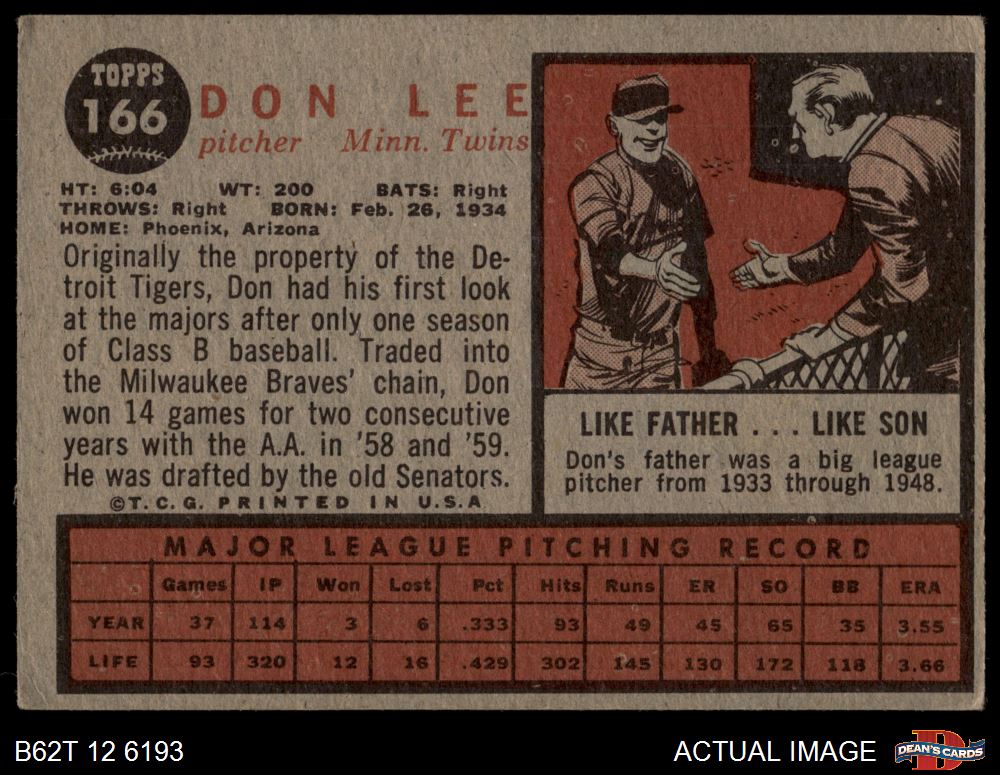 TOPPS
166
DON LEE
pitcher Minn. Twins
HT: 6:04 WT: 200 BATS: Right
THROWS: Right BORN: Feb. 26, 1934
HOME: Phoenix, Arizona
Originally the property of the De-
troit Tigers, Don had his first look
at the majors after only one season
of Class B baseball. Traded into
the Milwaukee Braves' chain, Don
won 14 games for two consecutive
years with the A.A. in '58 and '59.
He was drafted by the old Senators.
©T.C.G. PRINTED IN U.S.A
LIKE FATHER . . . LIKE SON
Don's father was a big league
pitcher from 1933 through 1948.
MAJOR LEAGUE PITCHING RECORD
Games IP Won Lost Pct Hits Runs ER SO BB ERA
YEAR 37 114 3 6 .333 93 49 45 65 35 3.55
LIFE 93 320 12 16 .429 302 145 130 172 118 3.66
B62T 12 6193
ACTUAL IMAGE
DEAN'S CARDS